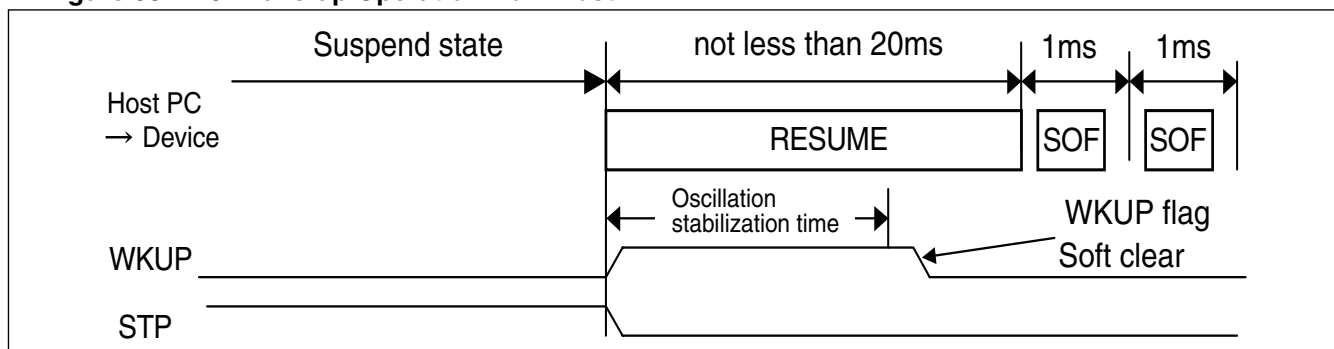 Suspend state
not less than 20ms
1ms
1ms
Host PC
→ Device
RESUME
SOF
SOF
Oscillation
stabilization time
WKUP flag
Soft clear
WKUP
STP